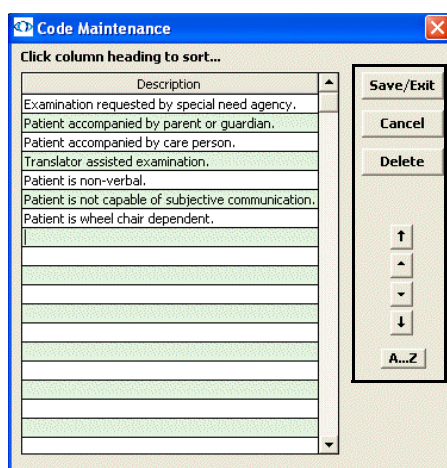 Code Maintenance
Click column heading to sort...
Description
Examination requested by special need agency.
Patient accompanied by parent or guardian.
Patient accompanied by care person.
Translator assisted examination.
Patient is non-verbal.
Patient is not capable of subjective communication.
Patient is wheel chair dependent.
Save/Exit
Cancel
Delete
A...Z